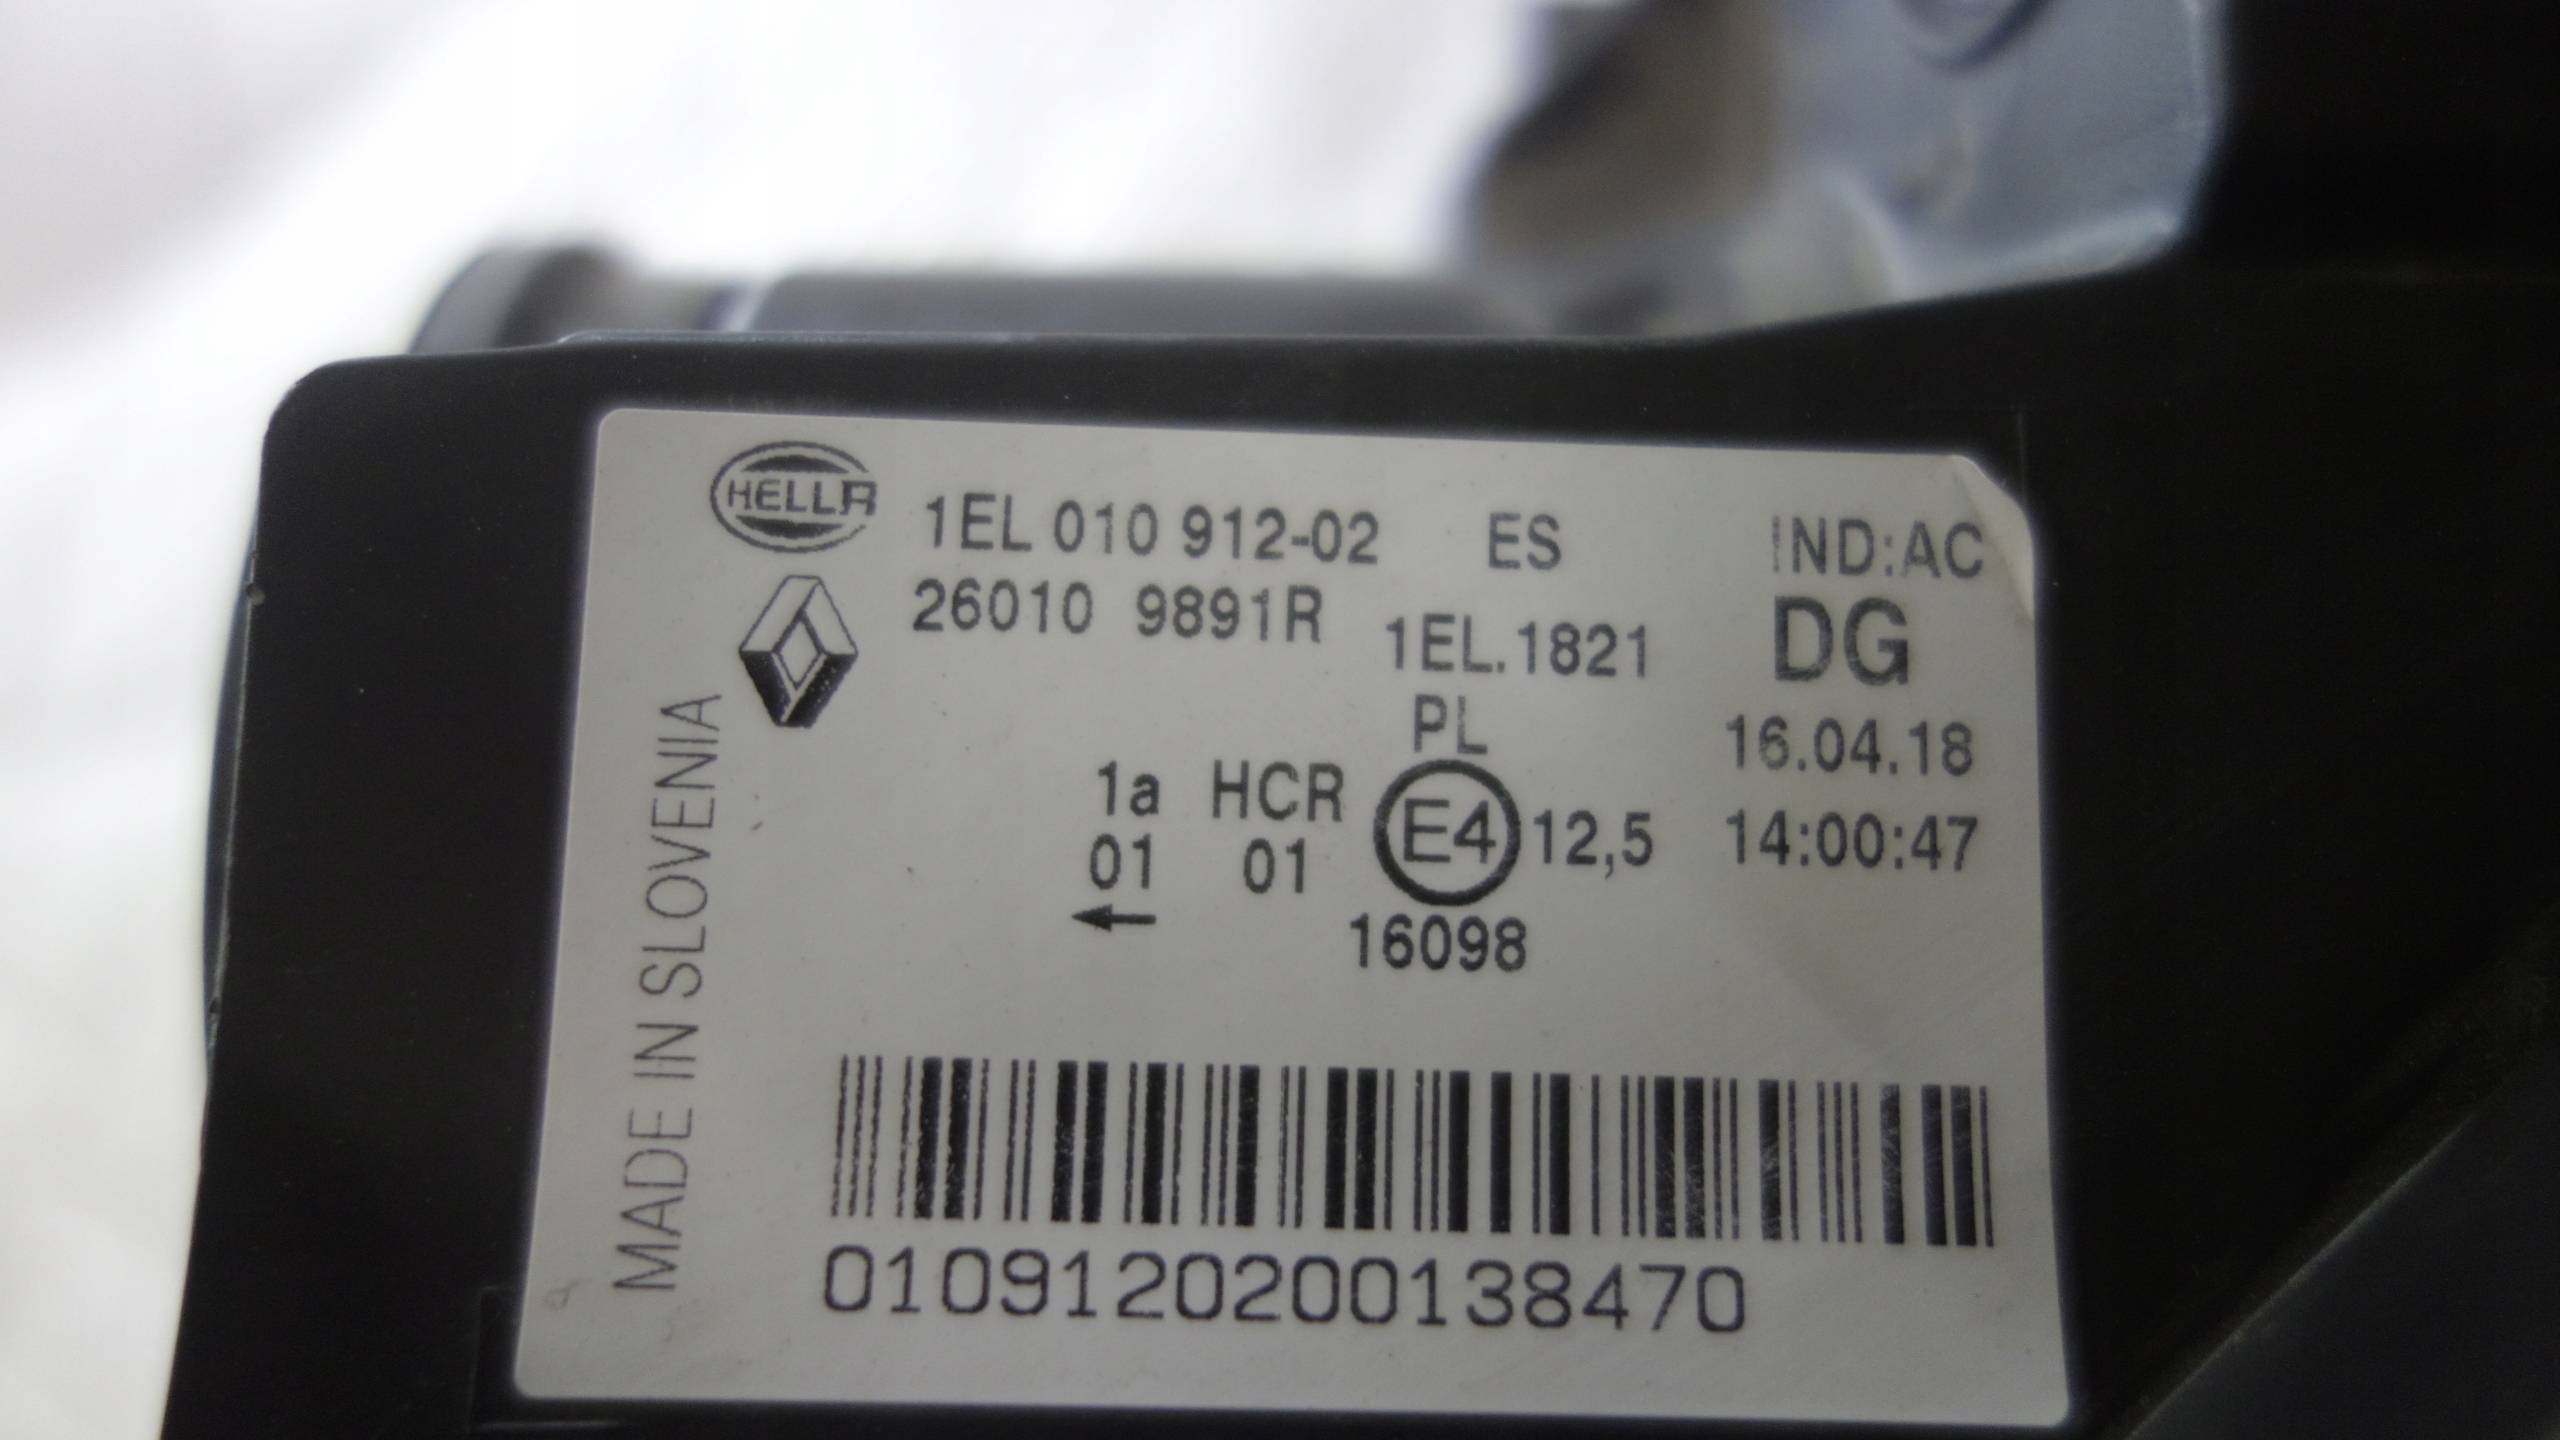 HELLA
1EL 010 912-02 ES IND:AC
26010 9891R 1EL.1821 DG
PL 16.04.18
1a HCR E4 12,5 14:00:47
01 01
16098
MADE IN SLOVENIA
0109120200138470